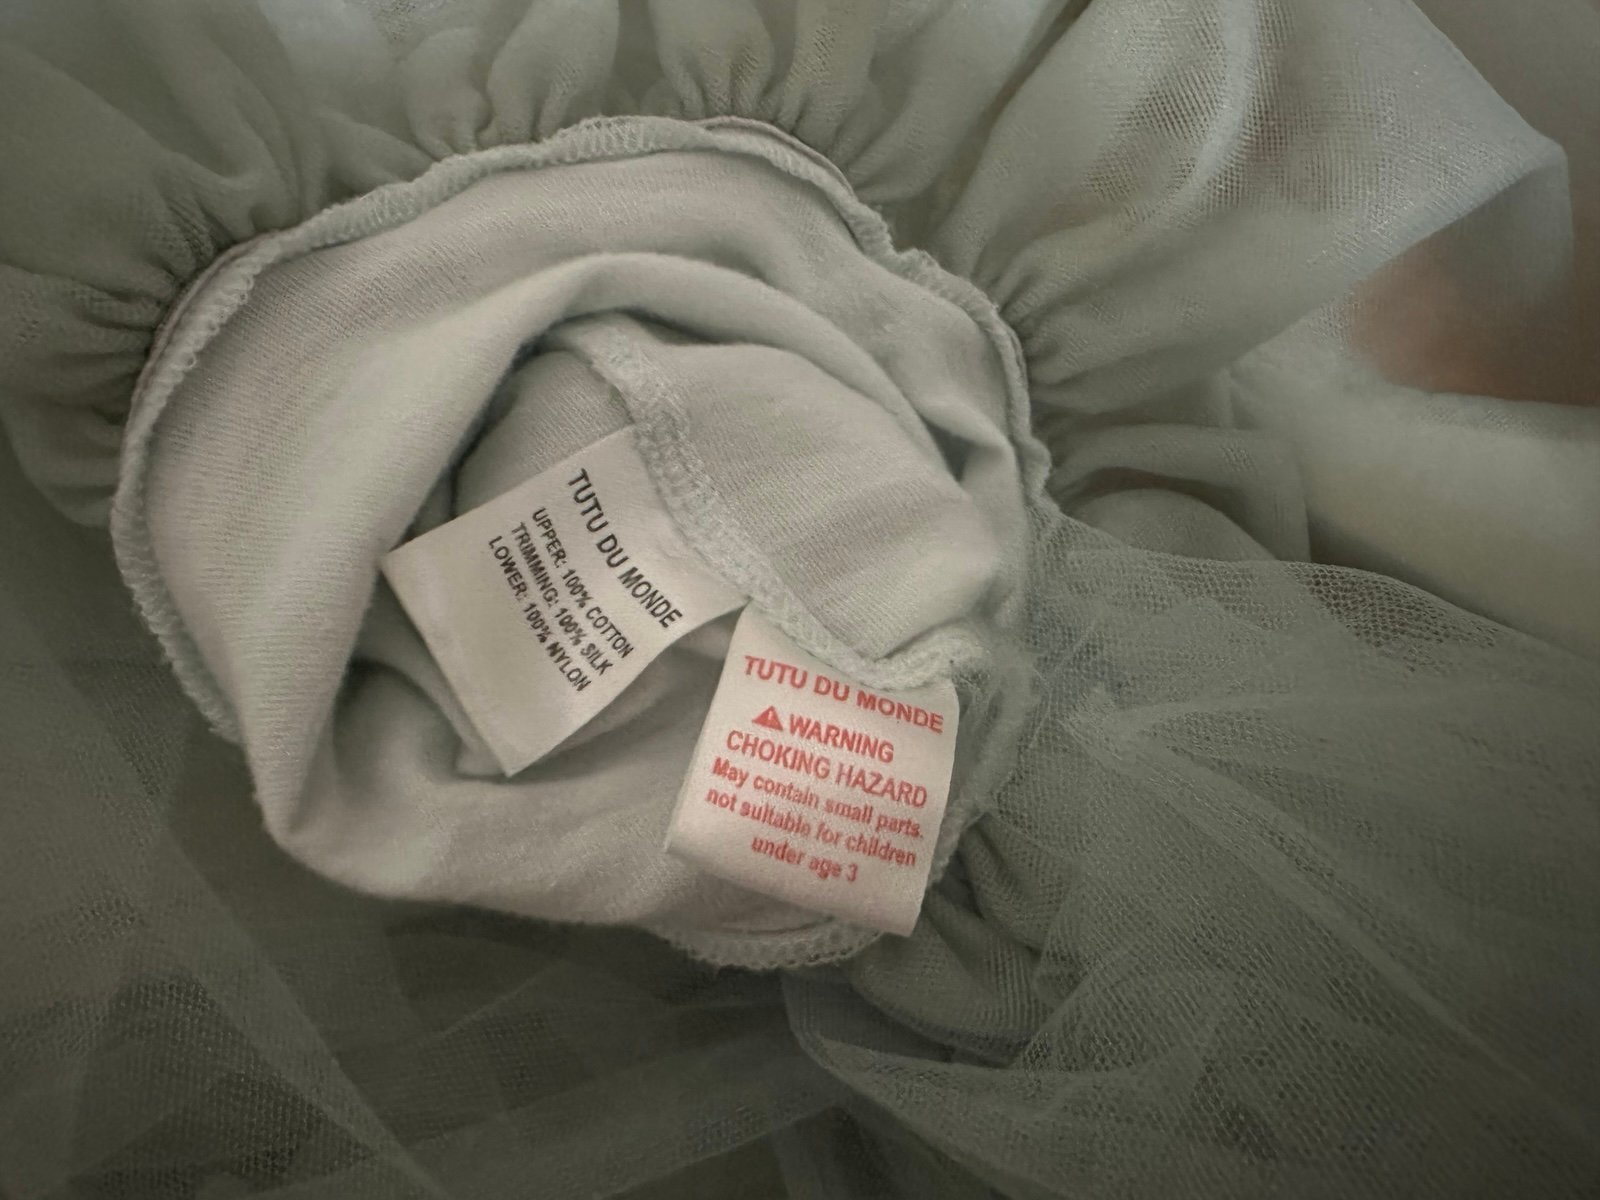 TUTU DU MONDE
UPPER: 100% COTTON
TRIMMING: 100% SILK
LOWER: 100% NYLON
TUTU DU MONDE
⚠ WARNING
CHOKING HAZARD
May contain small parts.
not suitable for children
under age 3